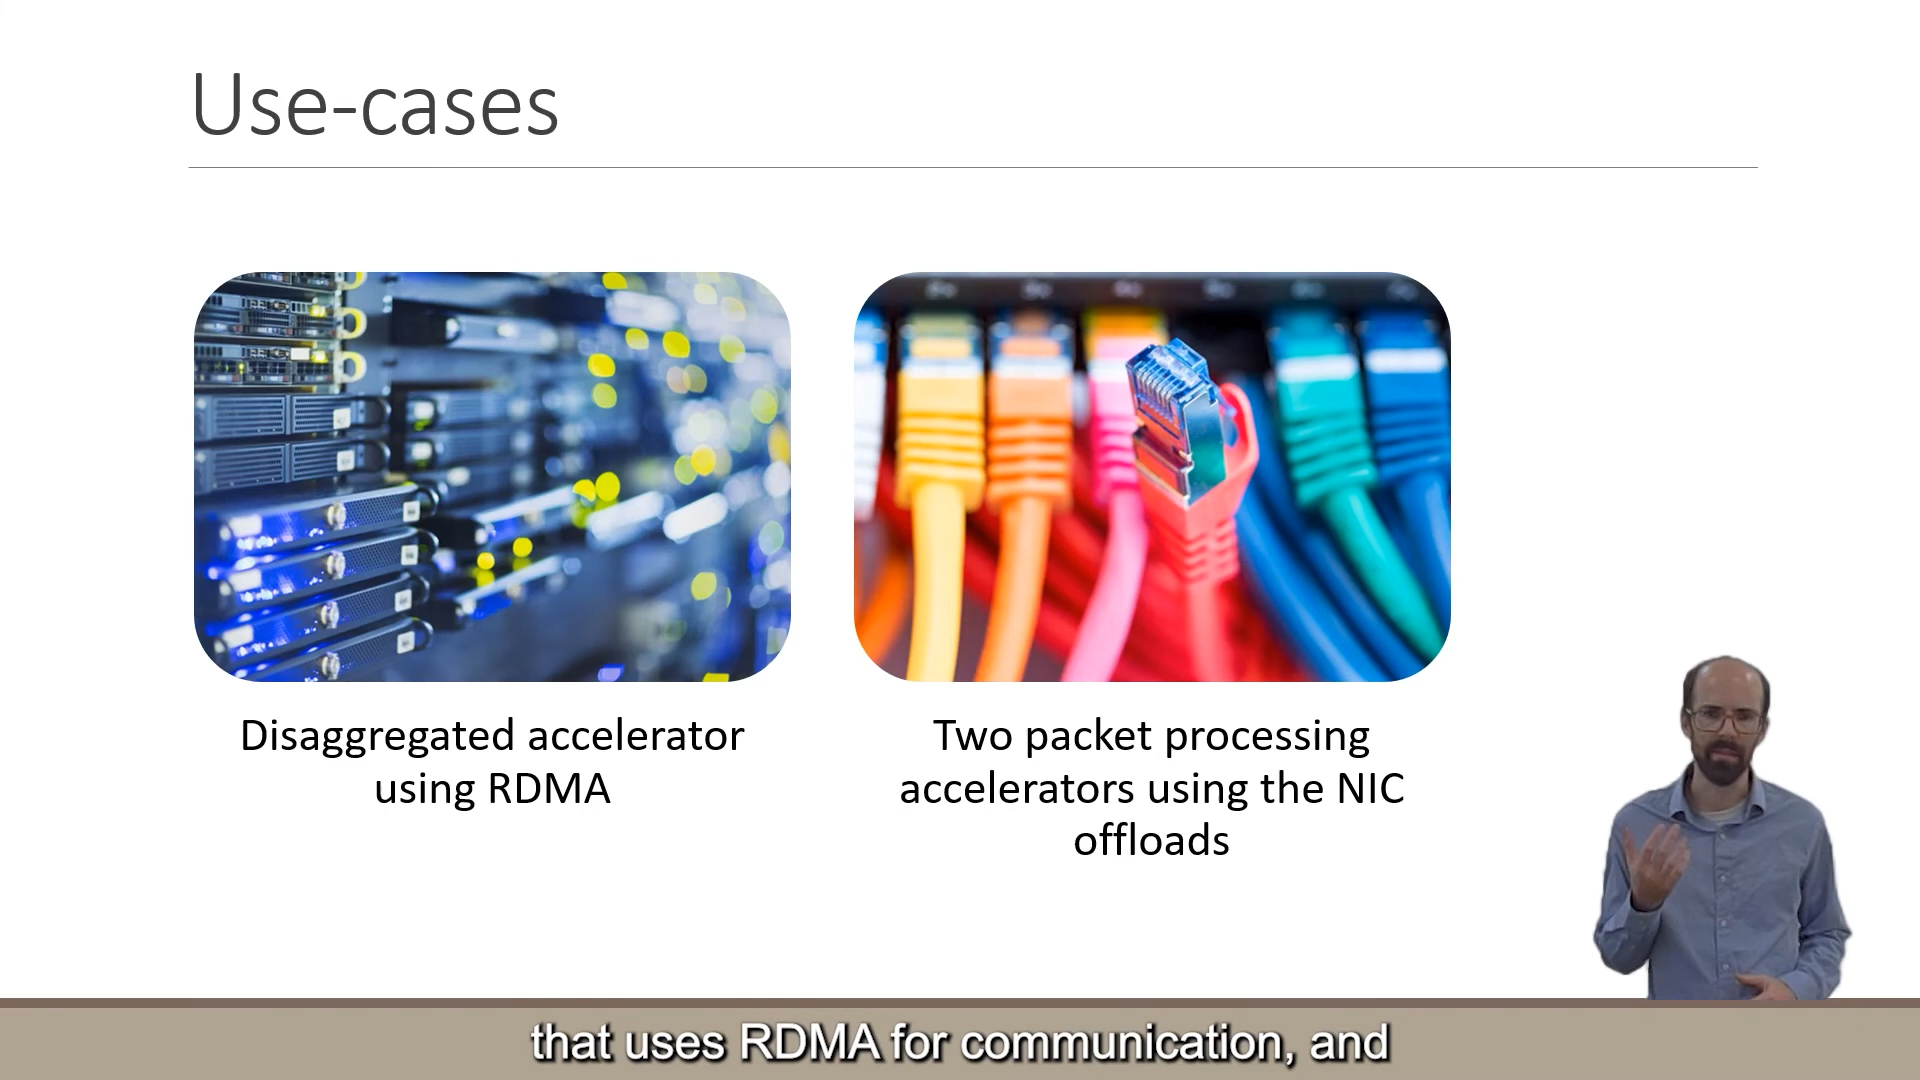 Use-cases
Disaggregated accelerator
using RDMA
Two packet processing
accelerators using the NIC
offloads
that uses RDMA for communication, and